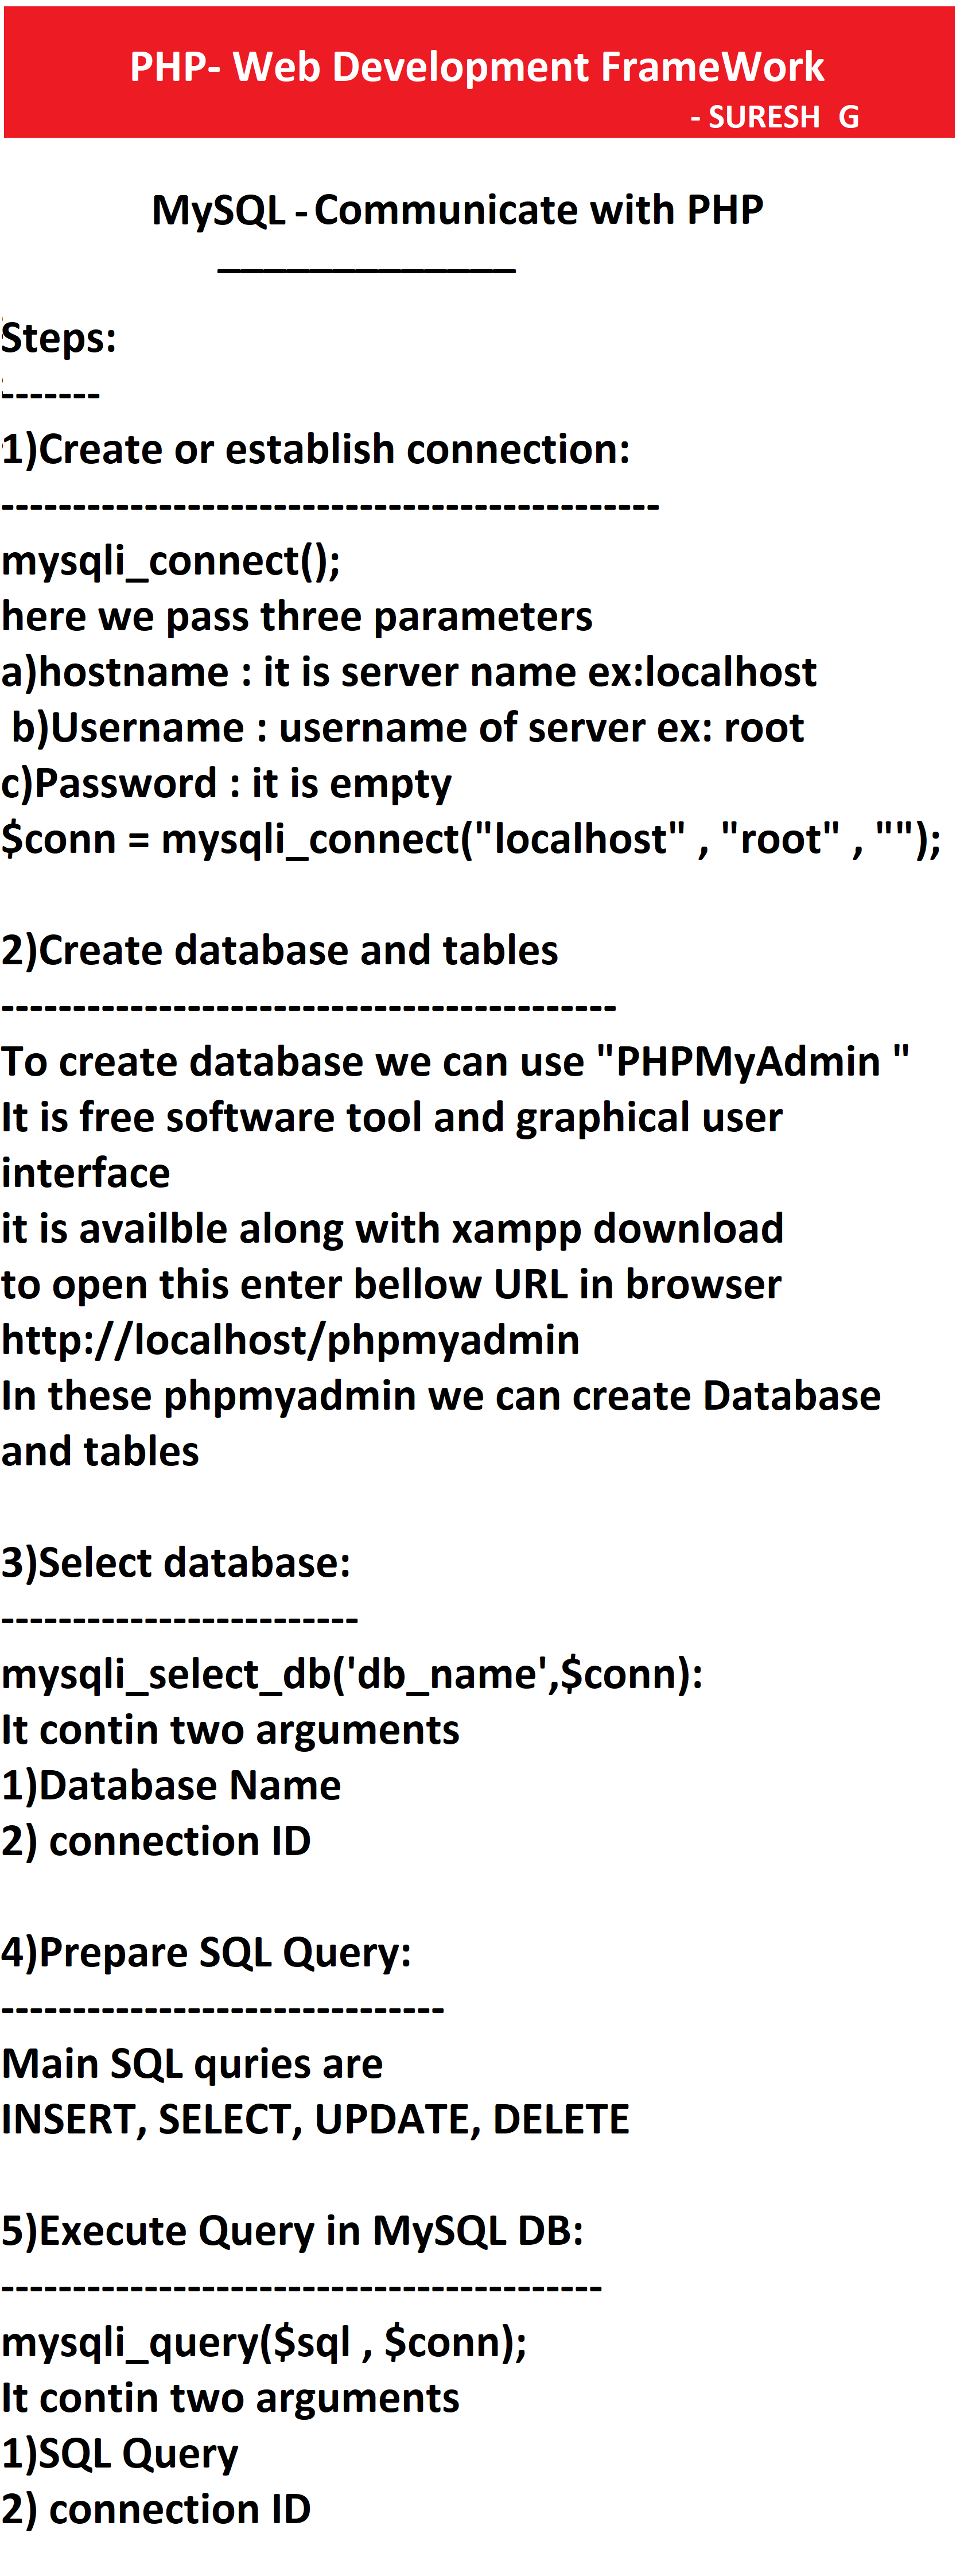 PHP- Web Development FrameWork
- SURESH  G
MySQL - Communicate with PHP
_____________
Steps:
-------
1)Create or establish connection:
----------------------------------------------
mysqli_connect();
here we pass three parameters
a)hostname : it is server name ex:localhost
b)Username : username of server ex: root
c)Password : it is empty
$conn = mysqli_connect("localhost" , "root" , "");
2)Create database and tables
-------------------------------------------
To create database we can use "PHPMyAdmin "
It is free software tool and graphical user
interface
it is availble along with xampp download
to open this enter bellow URL in browser
http://localhost/phpmyadmin
In these phpmyadmin we can create Database
and tables
3)Select database:
-------------------------
mysqli_select_db('db_name',$conn):
It contin two arguments
1)Database Name
2) connection ID
4)Prepare SQL Query:
-------------------------------
Main SQL quries are
INSERT, SELECT, UPDATE, DELETE
5)Execute Query in MySQL DB:
------------------------------------------
mysqli_query($sql , $conn);
It contin two arguments
1)SQL Query
2) connection ID